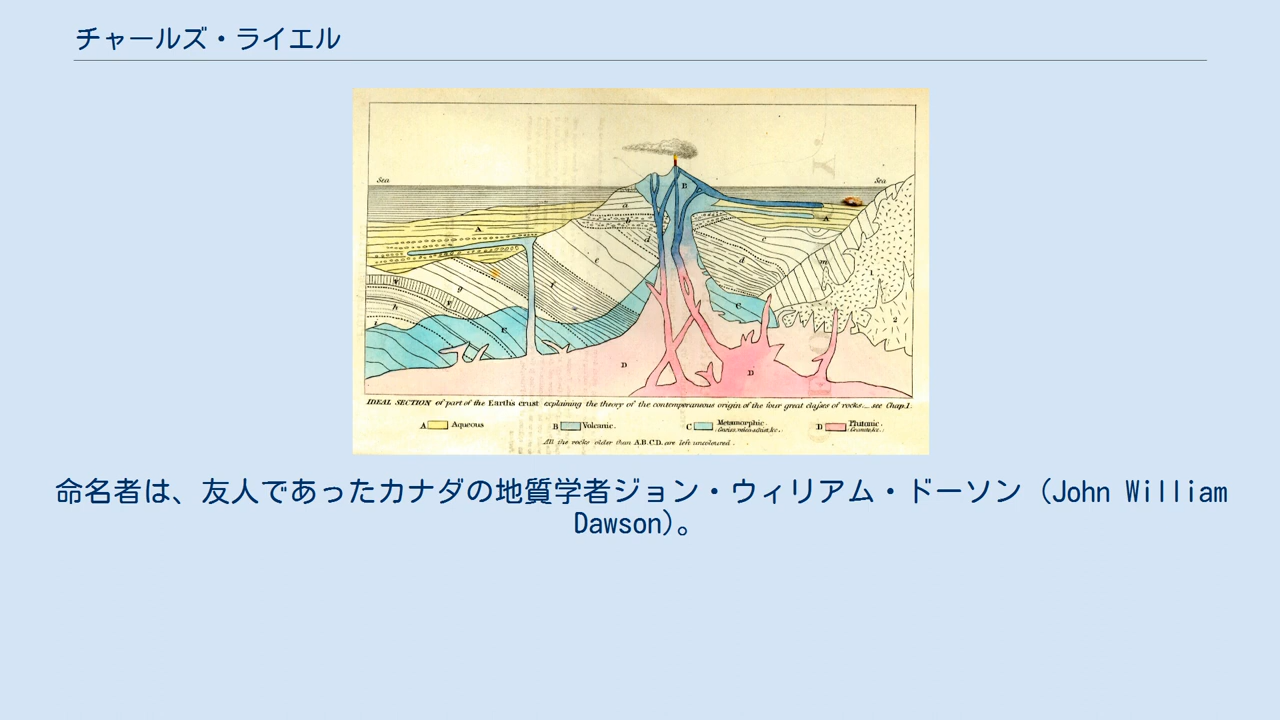 チャールズ・ライエル
Sea
Sea
B
a
A
A
b
d
e
c
d
m
1
g
f
h
C
C
2
D
D
IDEAL SECTION of part of the Earth's crust explaining the theory of the contemporaneous origin of the four great claſses of rocks... see Chap.I.
A Aqueous B Volcanic. C Metamorphic. D Plutonic.
All the rocks older than A.B.C.D. are left uncoloured.
命名者は、友人であったカナダの地質学者ジョン・ウィリアム・ドーソン（John William
Dawson）。